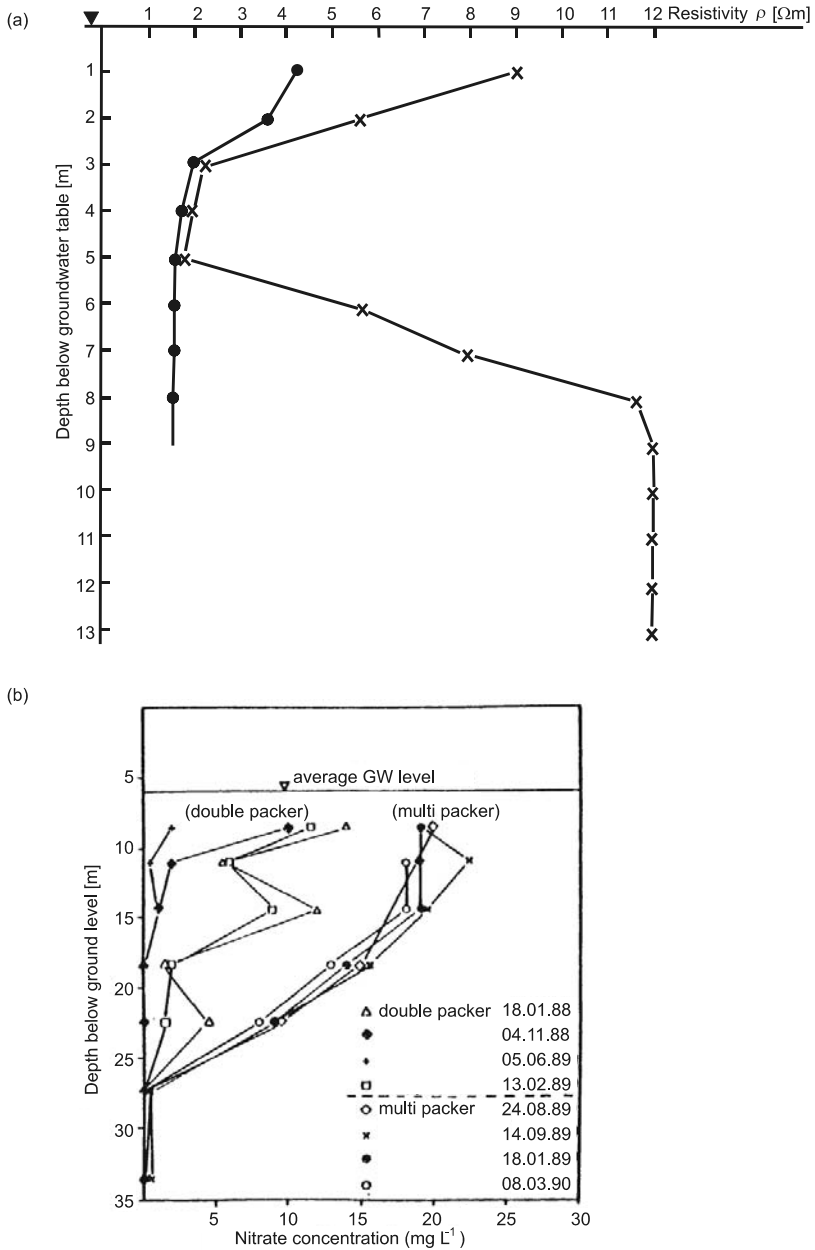 (a)
1 2 3 4 5 6 7 8 9 10 11 12 Resistivity ρ [Ωm]
Depth below groundwater table [m]
1
2
3
4
5
6
7
8
9
10
11
12
13
(b)
average GW level
(double packer) (multi packer)
Depth below ground level [m]
5
10
15
20
25
30
35
double packer 18.01.88
04.11.88
05.06.89
13.02.89
multi packer 24.08.89
14.09.89
18.01.89
08.03.90
5 10 15 20 25 30
Nitrate concentration (mg L⁻¹)